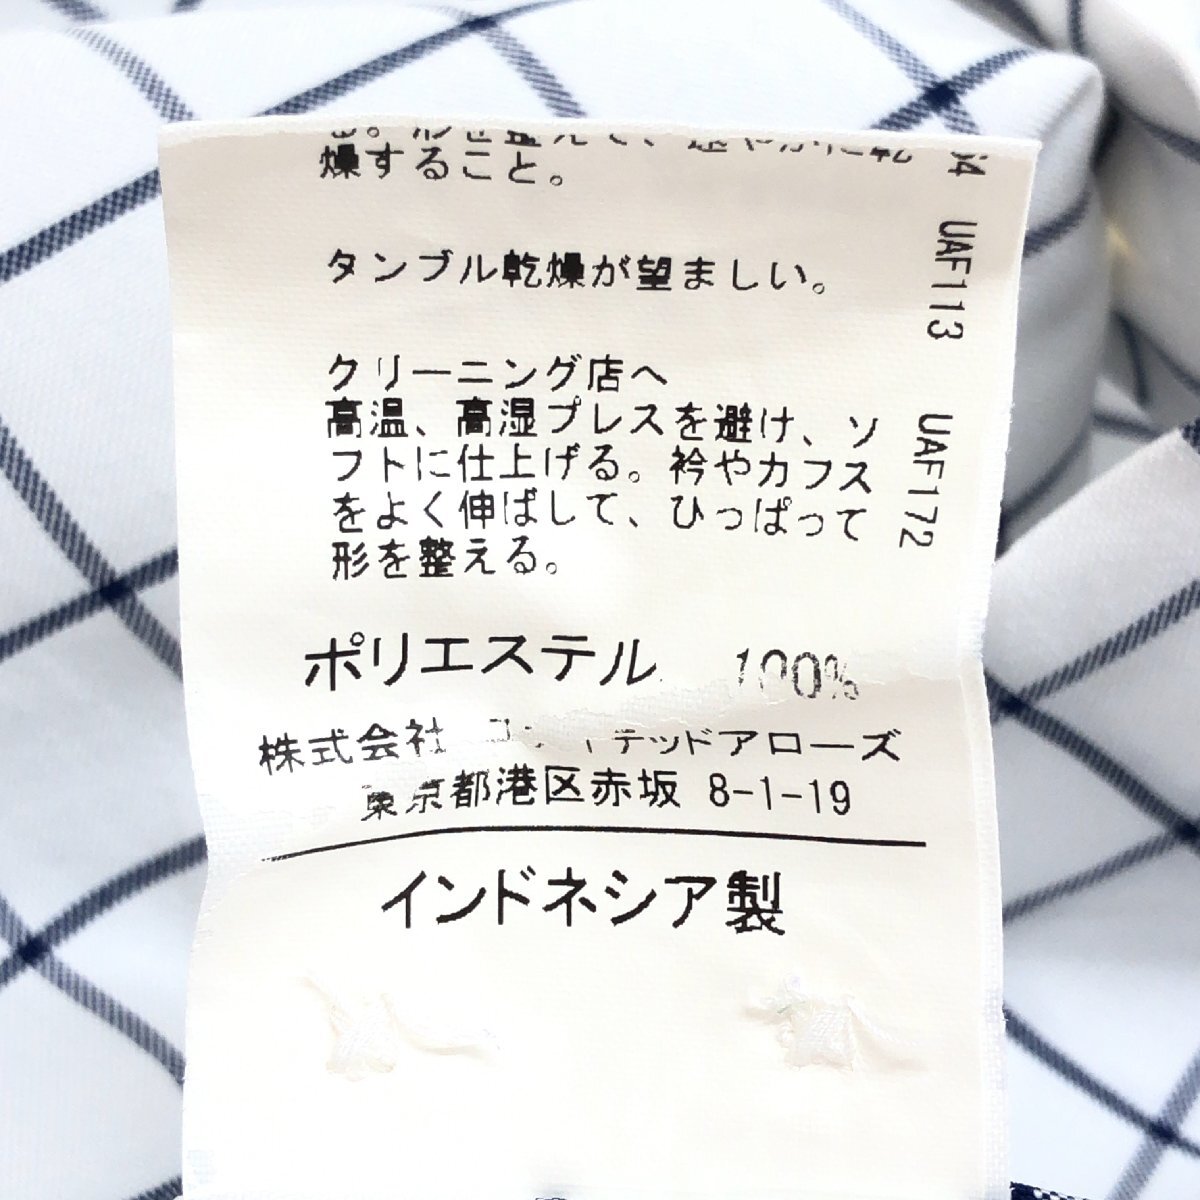 燥すること。
タンブル乾燥が望ましい。
クリーニング店へ
高温、高湿プレスを避け、ソ
フトに仕上げる。衿やカフス
をよく伸ばして、ひっぱって
形を整える。
ポリエステル 100%
株式会社 ユナイテッドアローズ
東京都港区赤坂 8-1-19
インドネシア製
UAF113
UAF172